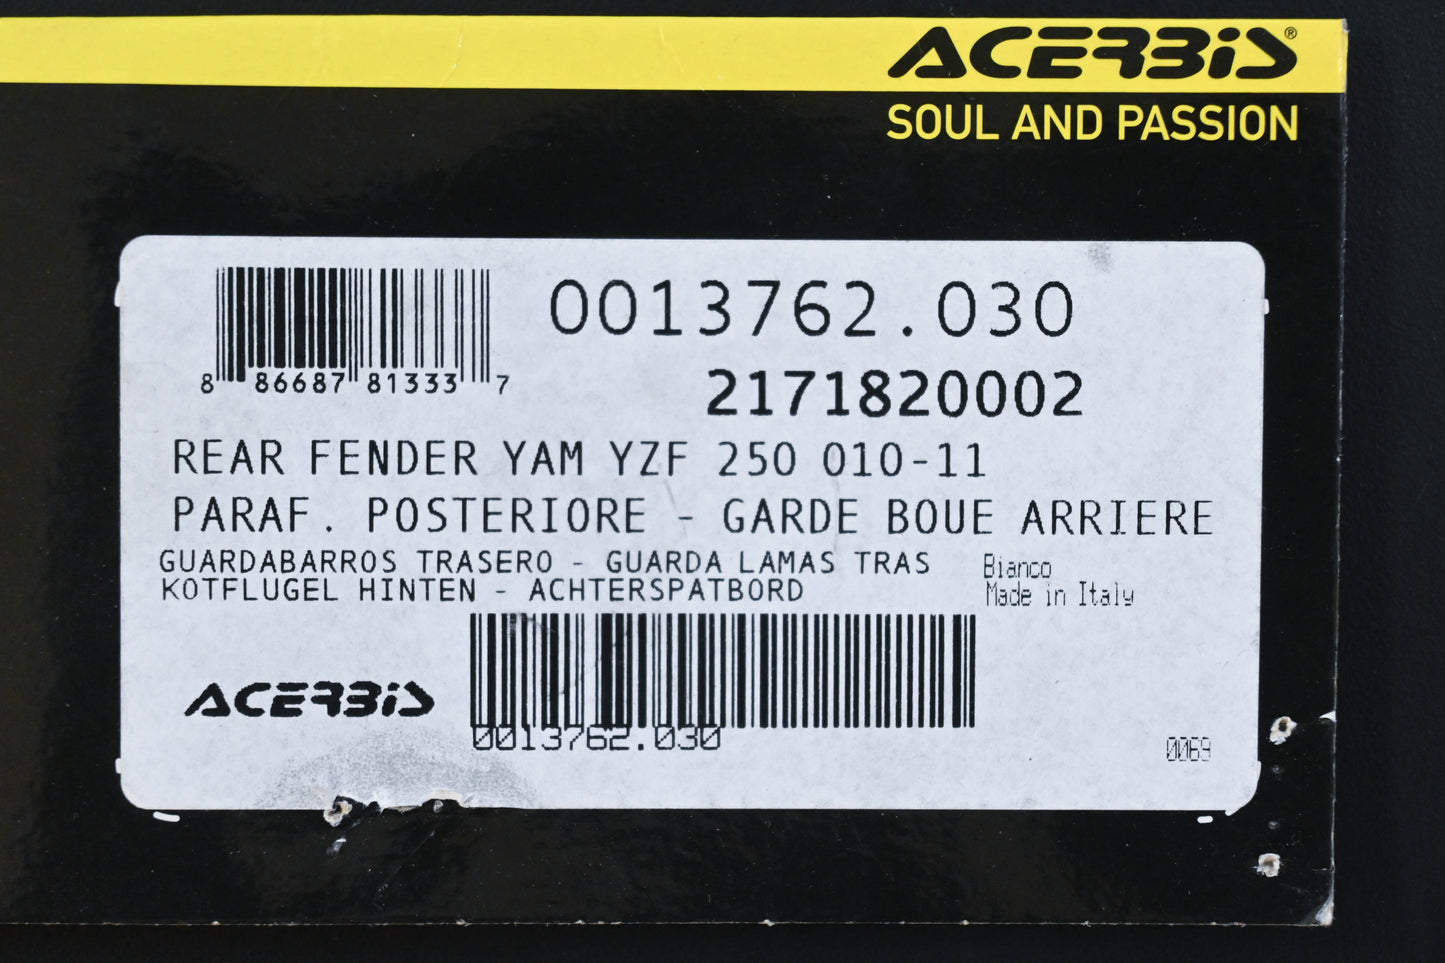 ACERBIS®
SOUL AND PASSION
0013762.030
8 86687 81333 7
2171820002
REAR FENDER YAM YZF 250 010-11
PARAF. POSTERIORE - GARDE BOUE ARRIERE
GUARDABARROS TRASERO - GUARDA LAMAS TRAS
KOTFLUGEL HINTEN - ACHTERSPATBORD
Bianco
Made in Italy
ACERBIS
0013762.030
0069